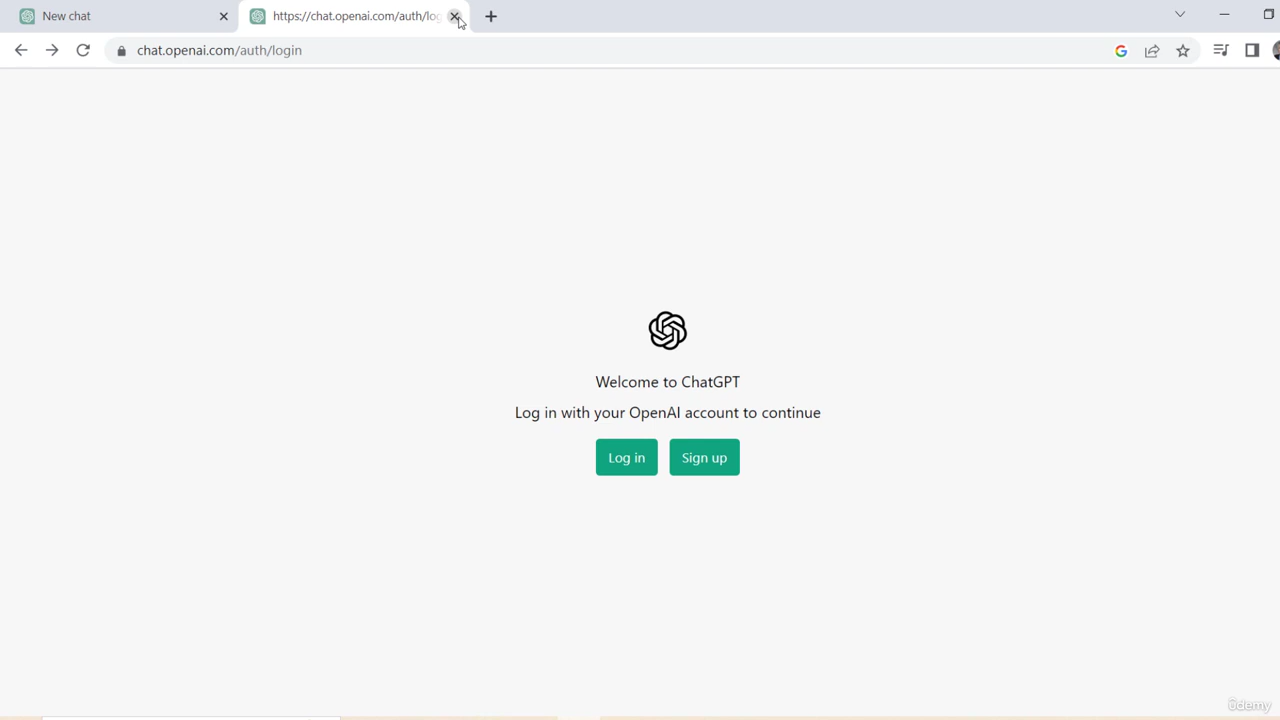 New chat
https://chat.openai.com/auth/log
chat.openai.com/auth/login
Welcome to ChatGPT
Log in with your OpenAI account to continue
Log in
Sign up
ûdemy